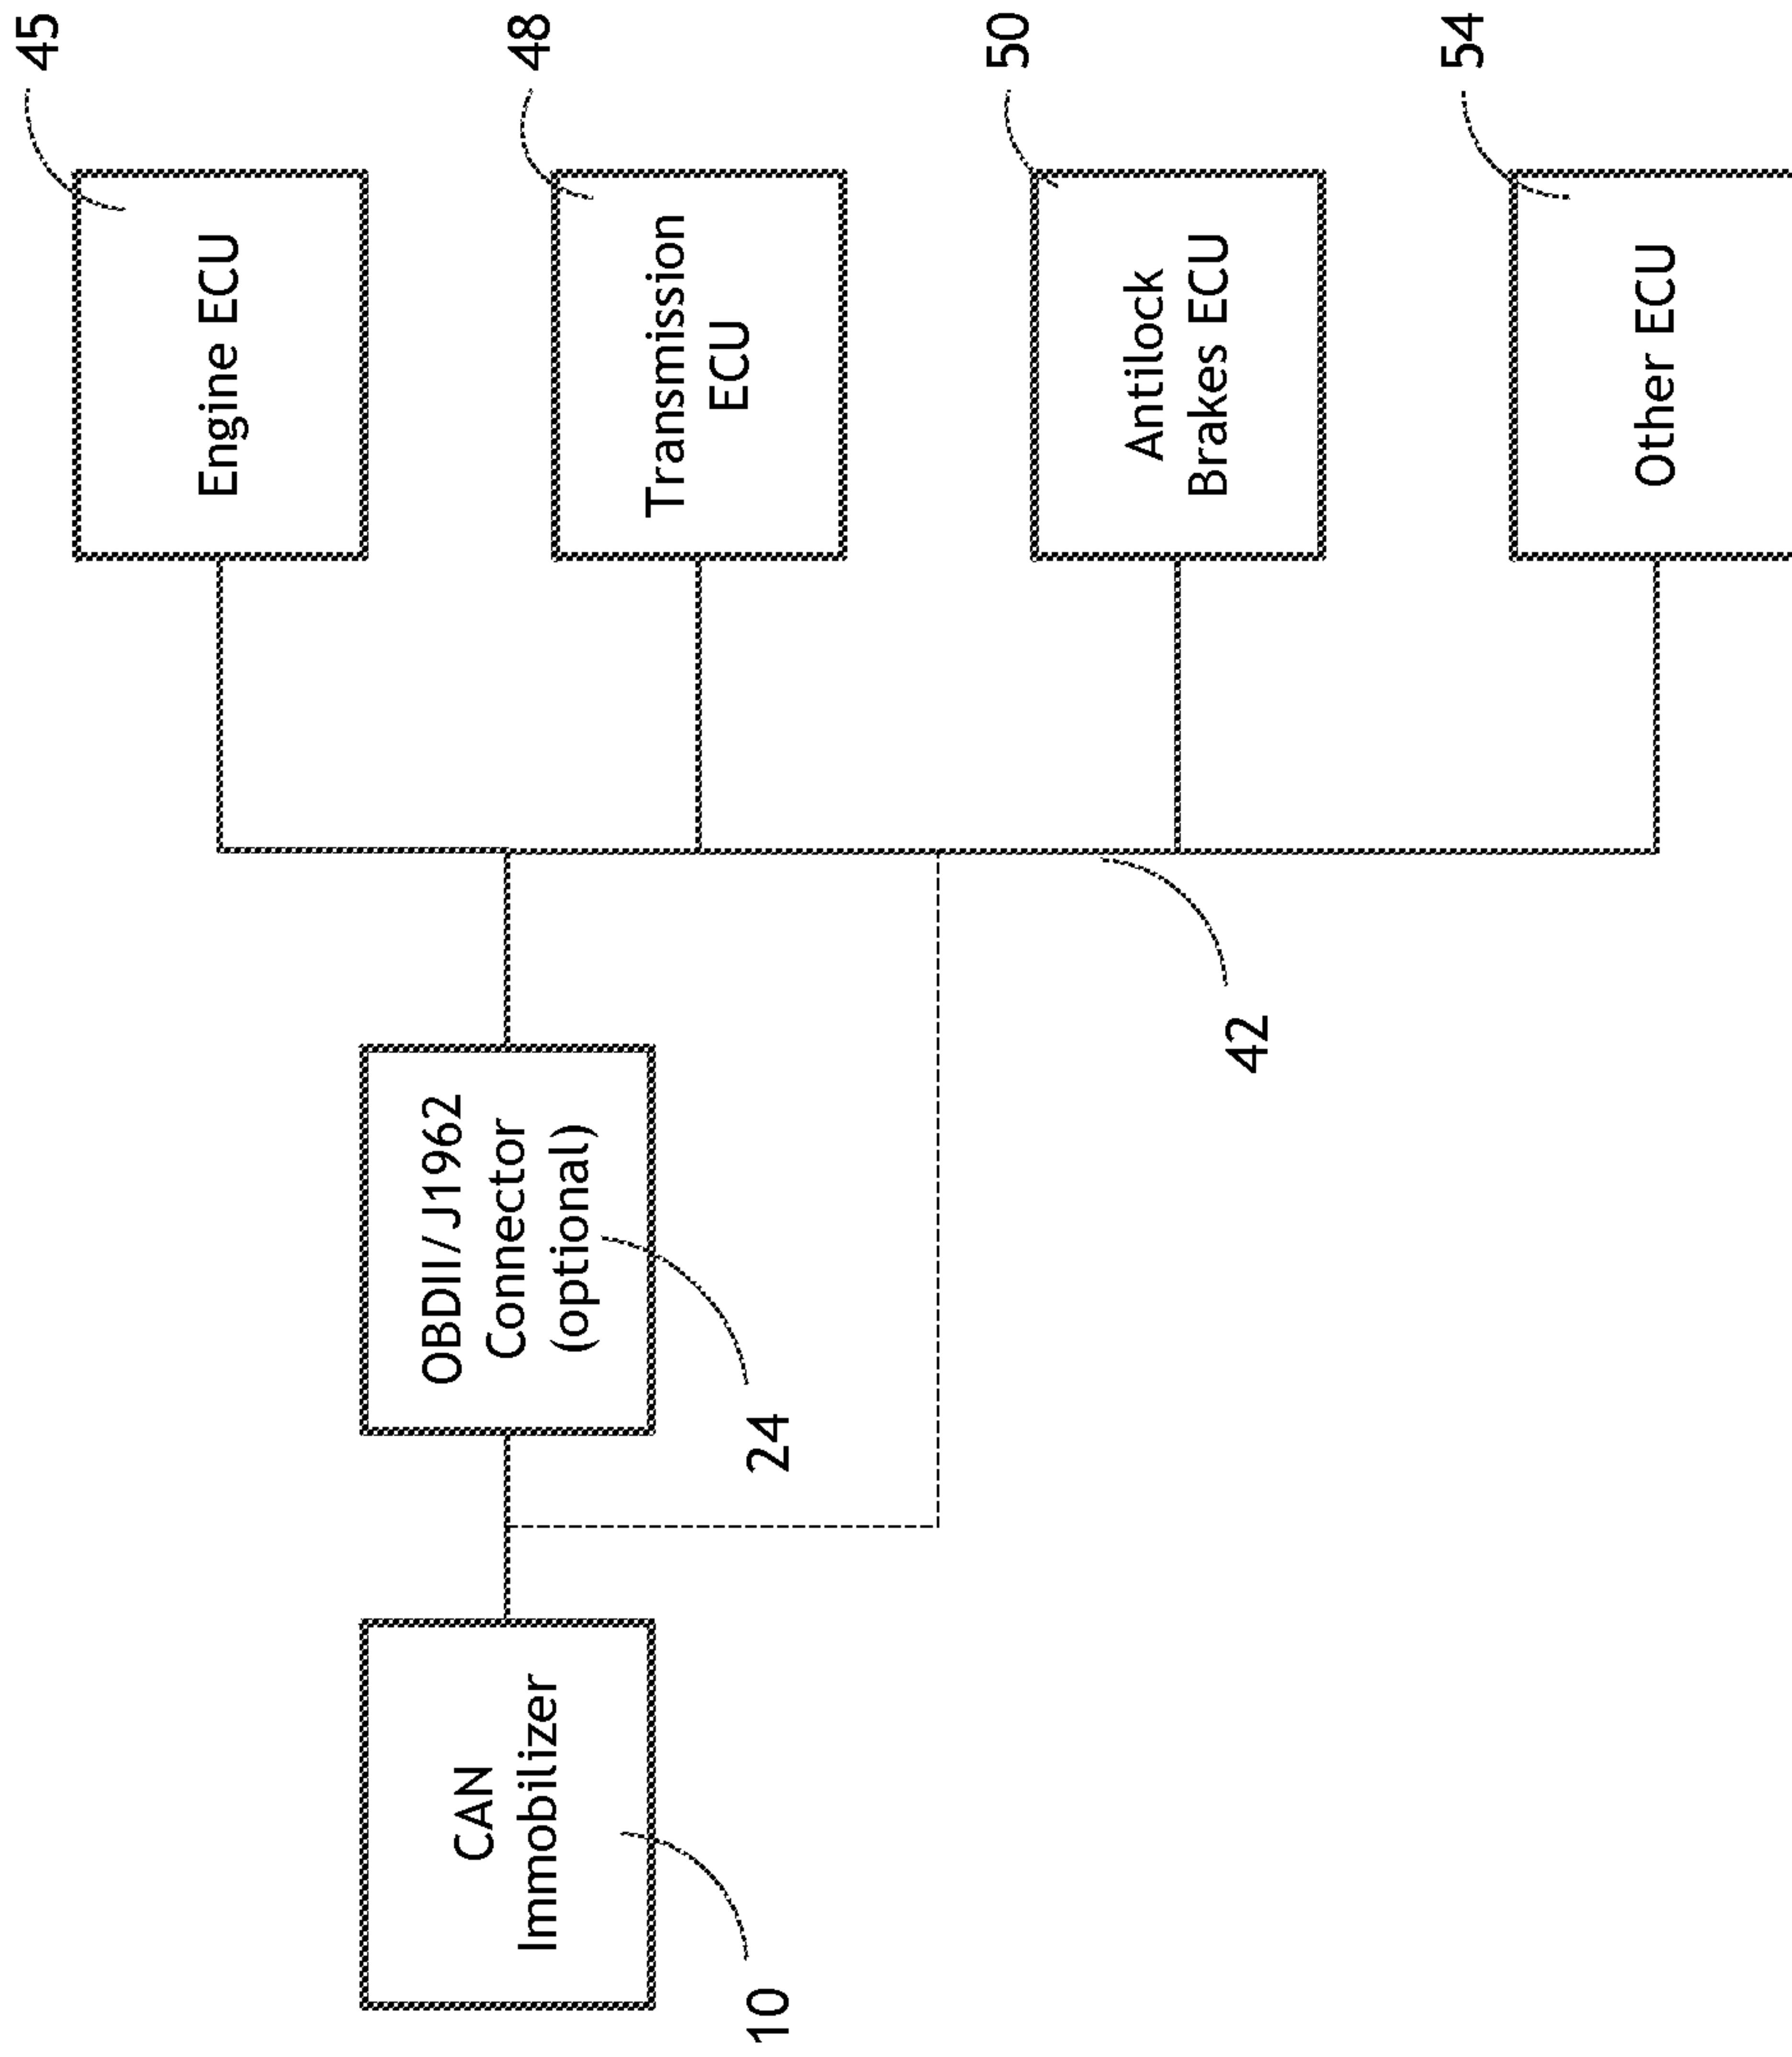 45
Engine ECU
48
Transmission
ECU
50
Antilock
Brakes ECU
54
Other ECU
OBDII/J1962
Connector
(optional)
24
42
CAN
Immobilizer
10